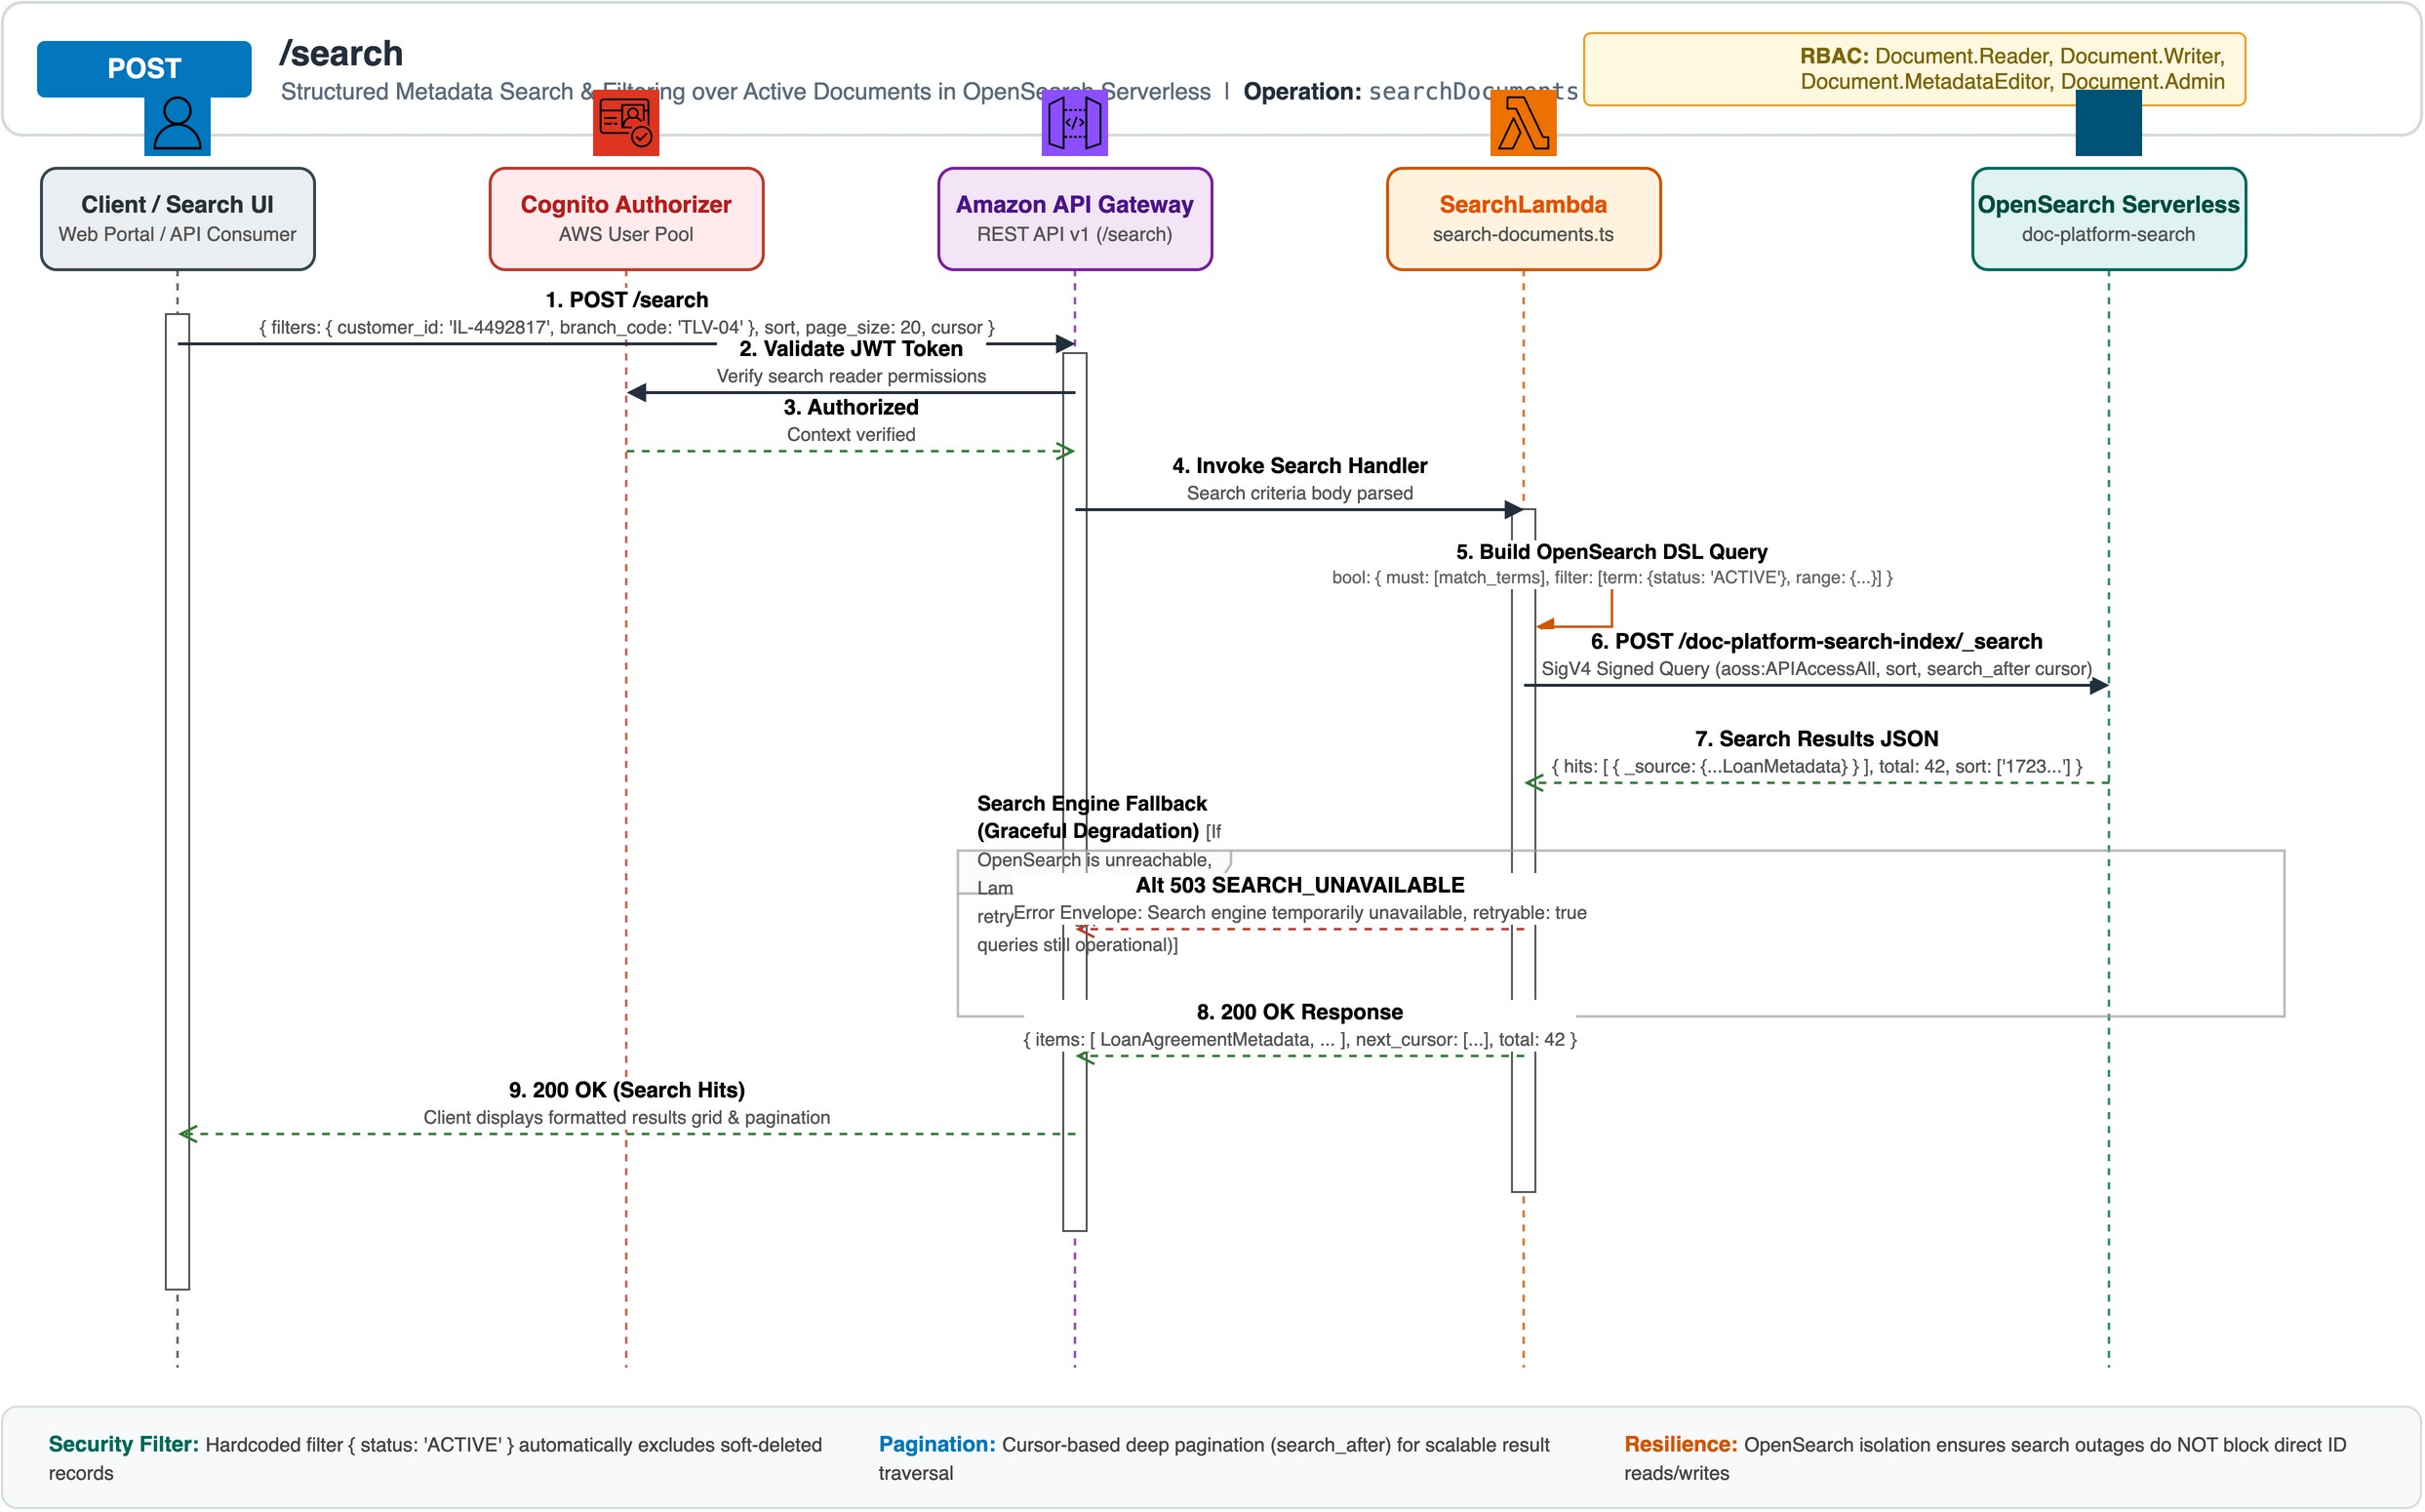 POST
/search
Structured Metadata Search & Filtering over Active Documents in OpenSearch Serverless | Operation: searchDocuments
RBAC: Document.Reader, Document.Writer,
Document.MetadataEditor, Document.Admin
Client / Search UI
Web Portal / API Consumer
Cognito Authorizer
AWS User Pool
Amazon API Gateway
REST API v1 (/search)
SearchLambda
search-documents.ts
OpenSearch Serverless
doc-platform-search
1. POST /search
{ filters: { customer_id: 'IL-4492817', branch_code: 'TLV-04' }, sort, page_size: 20, cursor }
2. Validate JWT Token
Verify search reader permissions
3. Authorized
Context verified
4. Invoke Search Handler
Search criteria body parsed
5. Build OpenSearch DSL Query
bool: { must: [match_terms], filter: [term: {status: 'ACTIVE'}, range: {...}] }
6. POST /doc-platform-search-index/_search
SigV4 Signed Query (aoss:APIAccessAll, sort, search_after cursor)
7. Search Results JSON
{ hits: [ { _source: {...LoanMetadata} } ], total: 42, sort: ['1723...'] }
Search Engine Fallback
(Graceful Degradation) [If
OpenSearch is unreachable,
Lam
retry
queries still operational)]
Alt 503 SEARCH_UNAVAILABLE
Error Envelope: Search engine temporarily unavailable, retryable: true
8. 200 OK Response
{ items: [ LoanAgreementMetadata, ... ], next_cursor: [...], total: 42 }
9. 200 OK (Search Hits)
Client displays formatted results grid & pagination
Security Filter: Hardcoded filter { status: 'ACTIVE' } automatically excludes soft-deleted
records
Pagination: Cursor-based deep pagination (search_after) for scalable result
traversal
Resilience: OpenSearch isolation ensures search outages do NOT block direct ID
reads/writes